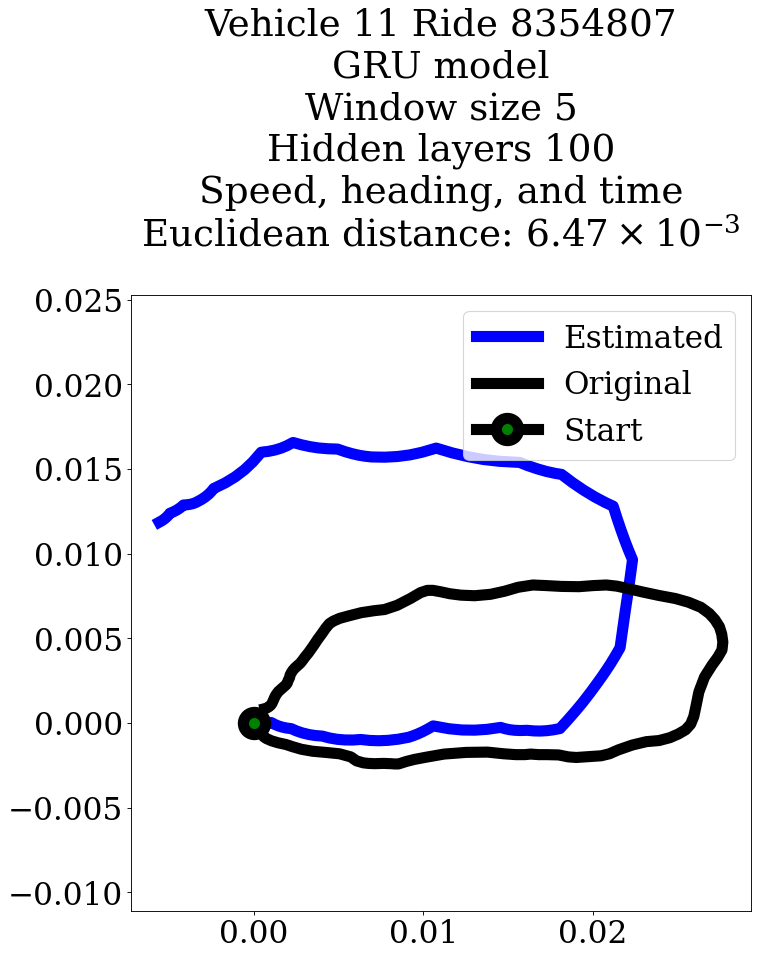 Vehicle 11 Ride 8354807
GRU model
Window size 5
Hidden layers 100
Speed, heading, and time
Euclidean distance: 6.47 × 10⁻³
0.025
Estimated
0.020
Original
Start
0.015
0.010
0.005
0.000
−0.005
−0.010
0.00 0.01 0.02